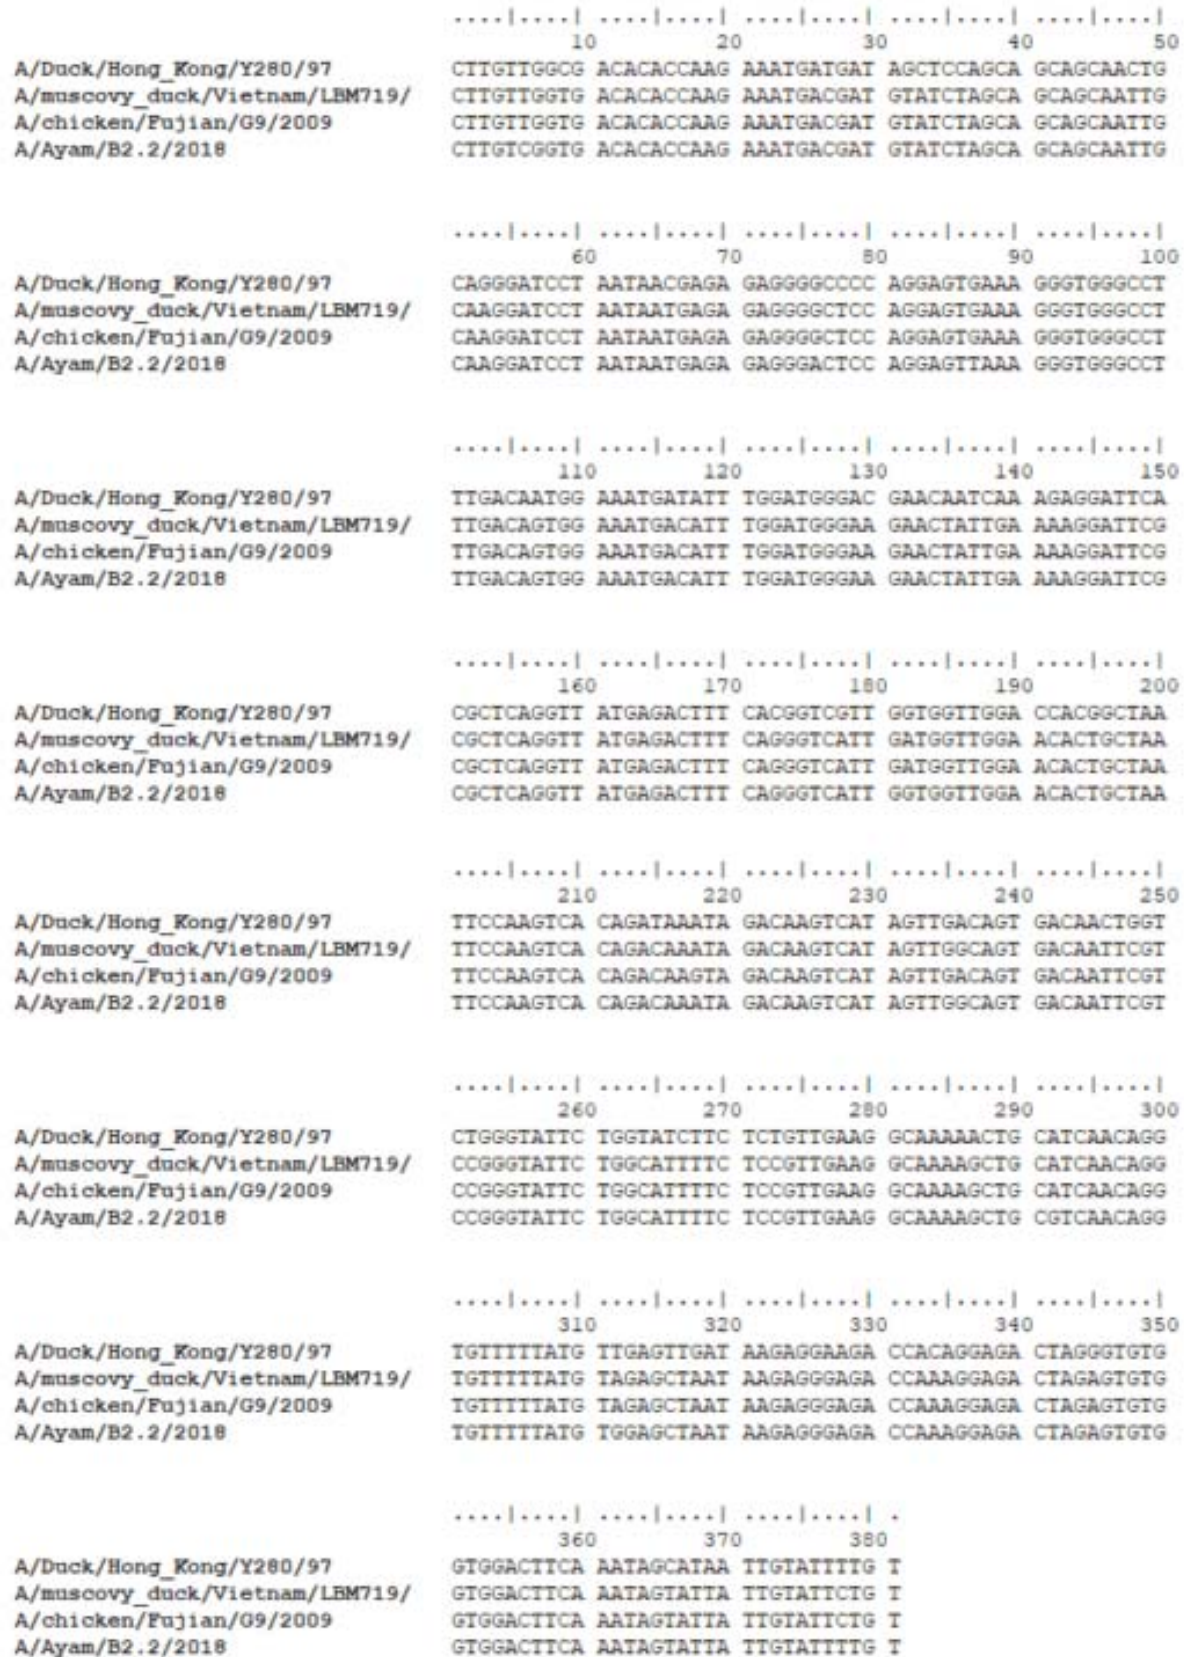 ....|....| ....|....| ....|....| ....|....| ....|....|
10 20 30 40 50
A/Duck/Hong_Kong/Y280/97 CTTGTTGGCG ACACACCAAG AAATGATGAT AGCTCCAGCA GCAGCAACTG
A/muscovy_duck/Vietnam/LBM719/ CTTGTTGGTG ACACACCAAG AAATGACGAT GTATCTAGCA GCAGCAATTG
A/chicken/Fujian/G9/2009 CTTGTTGGTG ACACACCAAG AAATGACGAT GTATCTAGCA GCAGCAATTG
A/Ayam/B2.2/2018 CTTGTCGGTG ACACACCAAG AAATGACGAT GTATCTAGCA GCAGCAATTG
....|....| ....|....| ....|....| ....|....| ....|....|
60 70 80 90 100
A/Duck/Hong_Kong/Y280/97 CAGGGATCCT AATAACGAGA GAGGGGCCCC AGGAGTGAAA GGGTGGGCCT
A/muscovy_duck/Vietnam/LBM719/ CAAGGATCCT AATAATGAGA GAGGGGCTCC AGGAGTGAAA GGGTGGGCCT
A/chicken/Fujian/G9/2009 CAAGGATCCT AATAATGAGA GAGGGGCTCC AGGAGTGAAA GGGTGGGCCT
A/Ayam/B2.2/2018 CAAGGATCCT AATAATGAGA GAGGGACTCC AGGAGTTAAA GGGTGGGCCT
....|....| ....|....| ....|....| ....|....| ....|....|
110 120 130 140 150
A/Duck/Hong_Kong/Y280/97 TTGACAATGG AAATGATATT TGGATGGGAC GAACAATCAA AGAGGATTCA
A/muscovy_duck/Vietnam/LBM719/ TTGACAGTGG AAATGACATT TGGATGGGAA GAACTATTGA AAAGGATTCG
A/chicken/Fujian/G9/2009 TTGACAGTGG AAATGACATT TGGATGGGAA GAACTATTGA AAAGGATTCG
A/Ayam/B2.2/2018 TTGACAGTGG AAATGACATT TGGATGGGAA GAACTATTGA AAAGGATTCG
....|....| ....|....| ....|....| ....|....| ....|....|
160 170 180 190 200
A/Duck/Hong_Kong/Y280/97 CGCTCAGGTT ATGAGACTTT CACGGTCGTT GGTGGTTGGA CCACGGCTAA
A/muscovy_duck/Vietnam/LBM719/ CGCTCAGGTT ATGAGACTTT CAGGGTCATT GATGGTTGGA ACACTGCTAA
A/chicken/Fujian/G9/2009 CGCTCAGGTT ATGAGACTTT CAGGGTCATT GATGGTTGGA ACACTGCTAA
A/Ayam/B2.2/2018 CGCTCAGGTT ATGAGACTTT CAGGGTCATT GGTGGTTGGA ACACTGCTAA
....|....| ....|....| ....|....| ....|....| ....|....|
210 220 230 240 250
A/Duck/Hong_Kong/Y280/97 TTCCAAGTCA CAGATAAATA GACAAGTCAT AGTTGACAGT GACAACTGGT
A/muscovy_duck/Vietnam/LBM719/ TTCCAAGTCA CAGACAAATA GACAAGTCAT AGTTGGCAGT GACAATTCGT
A/chicken/Fujian/G9/2009 TTCCAAGTCA CAGACAAGTA GACAAGTCAT AGTTGACAGT GACAATTCGT
A/Ayam/B2.2/2018 TTCCAAGTCA CAGACAAATA GACAAGTCAT AGTTGGCAGT GACAATTCGT
....|....| ....|....| ....|....| ....|....| ....|....|
260 270 280 290 300
A/Duck/Hong_Kong/Y280/97 CTGGGTATTC TGGTATCTTC TCTGTTGAAG GCAAAAACTG CATCAACAGG
A/muscovy_duck/Vietnam/LBM719/ CCGGGTATTC TGGCATTTTC TCCGTTGAAG GCAAAAGCTG CATCAACAGG
A/chicken/Fujian/G9/2009 CCGGGTATTC TGGCATTTTC TCCGTTGAAG GCAAAAGCTG CATCAACAGG
A/Ayam/B2.2/2018 CCGGGTATTC TGGCATTTTC TCCGTTGAAG GCAAAAGCTG CGTCAACAGG
....|....| ....|....| ....|....| ....|....| ....|....|
310 320 330 340 350
A/Duck/Hong_Kong/Y280/97 TGTTTTTATG TTGAGTTGAT AAGAGGAAGA CCACAGGAGA CTAGGGTGTG
A/muscovy_duck/Vietnam/LBM719/ TGTTTTTATG TAGAGCTAAT AAGAGGGAGA CCAAAGGAGA CTAGAGTGTG
A/chicken/Fujian/G9/2009 TGTTTTTATG TAGAGCTAAT AAGAGGGAGA CCAAAGGAGA CTAGAGTGTG
A/Ayam/B2.2/2018 TGTTTTTATG TGGAGCTAAT AAGAGGGAGA CCAAAGGAGA CTAGAGTGTG
....|....| ....|....| ....|....| .
360 370 380
A/Duck/Hong_Kong/Y280/97 GTGGACTTCA AATAGCATAA TTGTATTTTG T
A/muscovy_duck/Vietnam/LBM719/ GTGGACTTCA AATAGTATTA TTGTATTCTG T
A/chicken/Fujian/G9/2009 GTGGACTTCA AATAGTATTA TTGTATTCTG T
A/Ayam/B2.2/2018 GTGGACTTCA AATAGTATTA TTGTATTTTG T